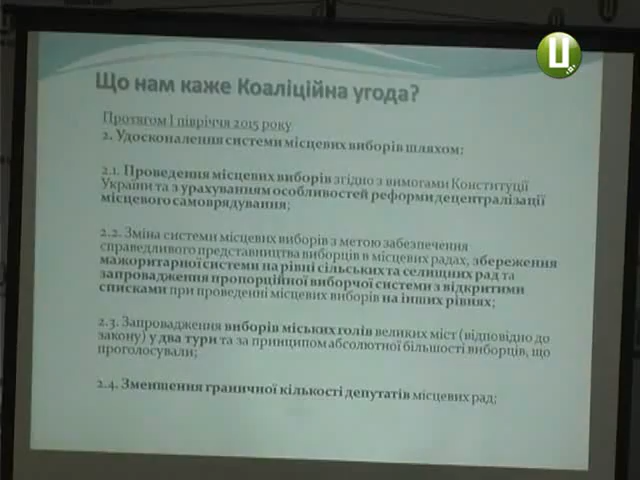 Ц
Що нам каже Коаліційна угода?
Протягом І півріччя 2015 року
2. Удосконалення системи місцевих виборів шляхом:
2.1. Проведення місцевих виборів згідно з вимогами Конституції
України та з урахуванням особливостей реформи децентралізації
місцевого самоврядування;
2.2. Зміна системи місцевих виборів з метою забезпечення
справедливого представництва виборців в місцевих радах, збереження
мажоритарної системи на рівні сільських та селищних рад та
запровадження пропорційної виборчої системи з відкритими
списками при проведенні місцевих виборів на інших рівнях;
2.3. Запровадження виборів міських голів великих міст (відповідно до
закону) у два тури та за принципом абсолютної більшості виборців, що
проголосували;
2.4. Зменшення граничної кількості депутатів місцевих рад;